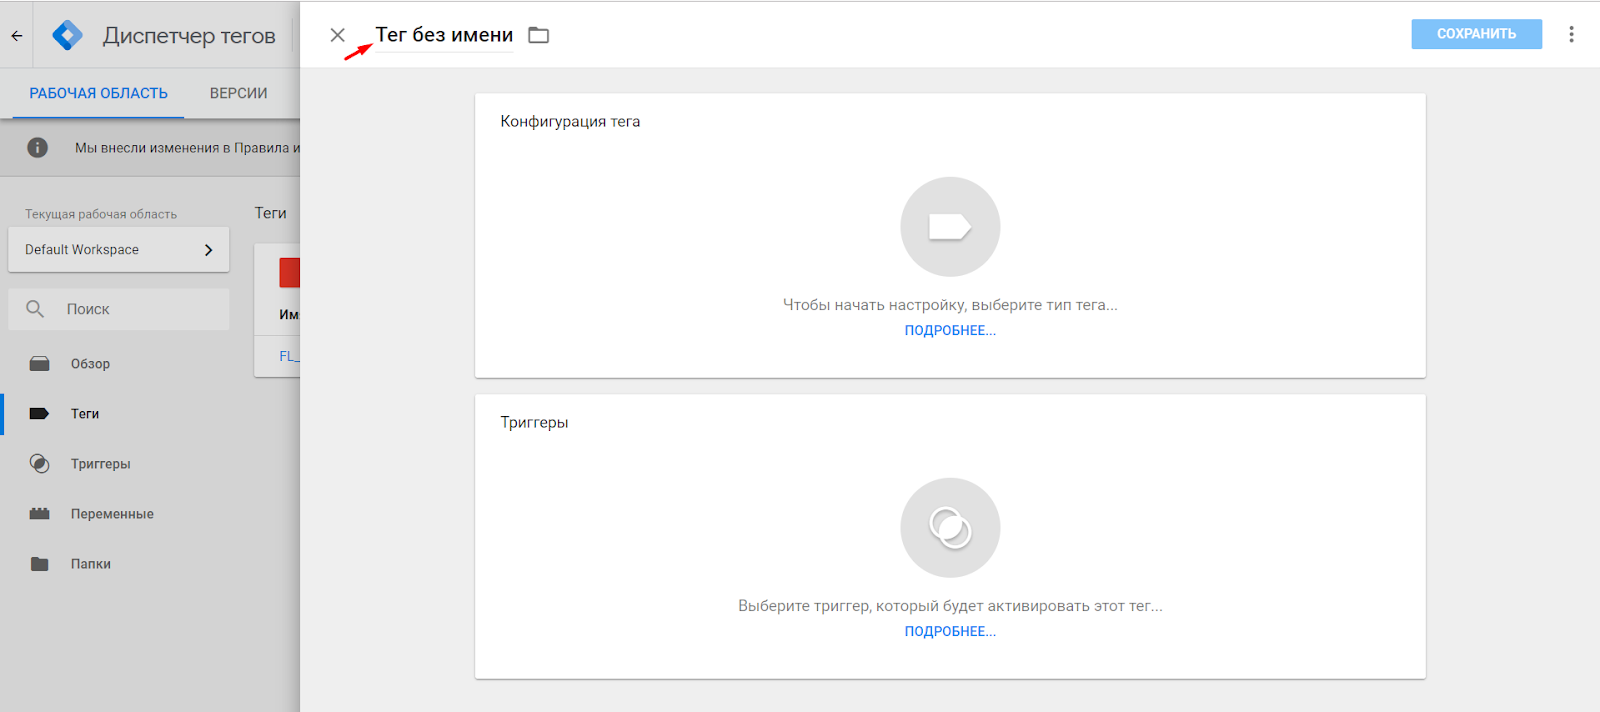 Диспетчер тегов
Тег без имени
СОХРАНИТЬ
РАБОЧАЯ ОБЛАСТЬ
ВЕРСИИ
Мы внесли изменения в Правила и
Текущая рабочая область
Default Workspace
Поиск
Обзор
Теги
Триггеры
Переменные
Папки
Теги
FL_
Конфигурация тега
Чтобы начать настройку, выберите тип тега...
ПОДРОБНЕЕ...
Триггеры
Выберите триггер, который будет активировать этот тег...
ПОДРОБНЕЕ...